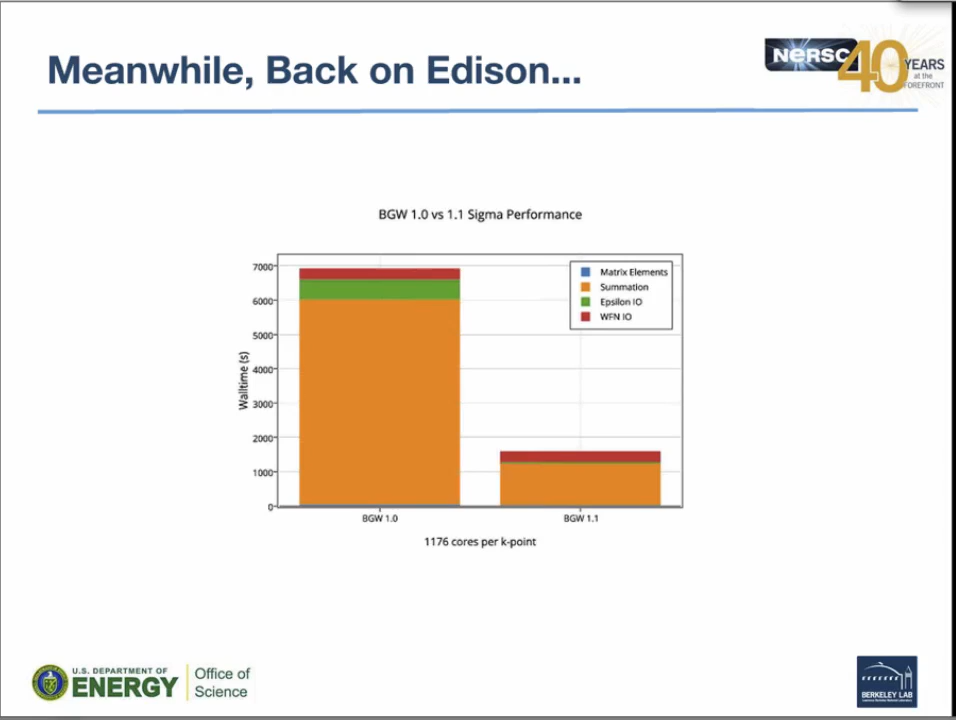 Meanwhile, Back on Edison...
NERSC
40
YEARS
at the
FOREFRONT
BGW 1.0 vs 1.1 Sigma Performance
7000
6000
5000
4000
3000
2000
1000
0
Walltime (s)
Matrix Elements
Summation
Epsilon IO
WFN IO
BGW 1.0
BGW 1.1
1176 cores per k-point
U.S. DEPARTMENT OF
ENERGY
Office of
Science
BERKELEY LAB